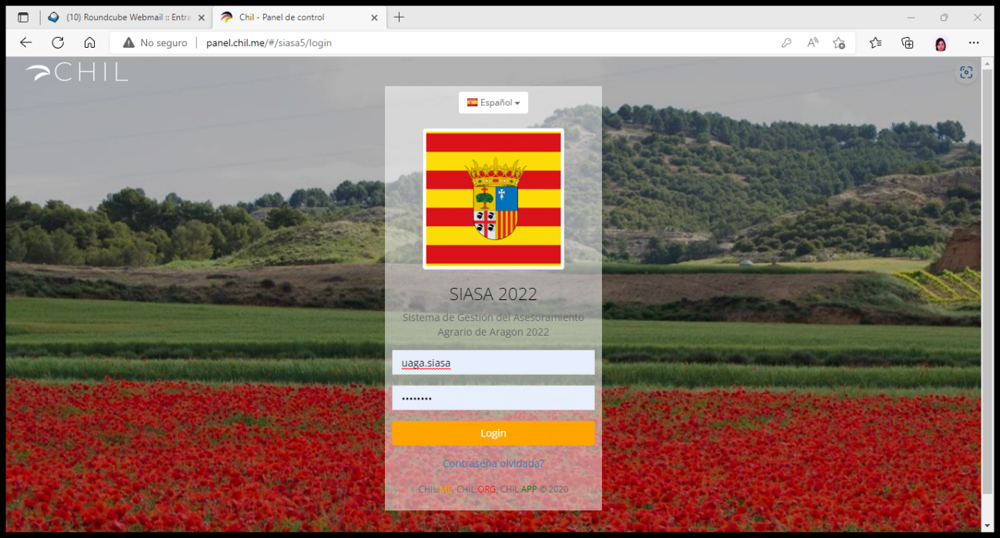 (10) Roundcube Webmail :: Entra
Chil - Panel de control
No seguro
panel.chil.me/#/siasa5/login
CHIL
Español
SIASA 2022
Sistema de Gestión del Asesoramiento
Agrario de Aragon 2022
uaga.siasa
••••••••
Login
Contraseña olvidada?
CHIL.ME, CHIL.ORG, CHIL.APP © 2020